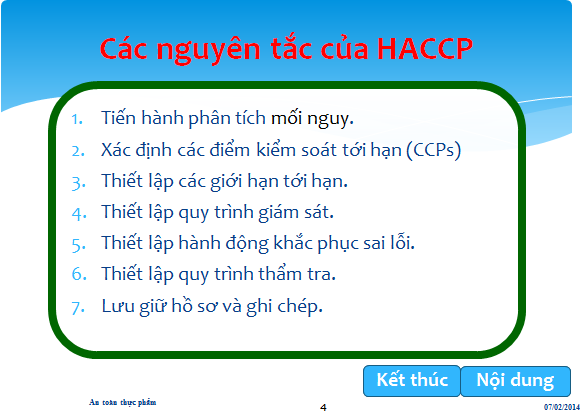 Các nguyên tắc của HACCP
1. Tiến hành phân tích mối nguy.
2. Xác định các điểm kiểm soát tới hạn (CCPs)
3. Thiết lập các giới hạn tới hạn.
4. Thiết lập quy trình giám sát.
5. Thiết lập hành động khắc phục sai lỗi.
6. Thiết lập quy trình thẩm tra.
7. Lưu giữ hồ sơ và ghi chép.
Kết thúc Nội dung
An toàn thực phẩm 4 07/02/2014